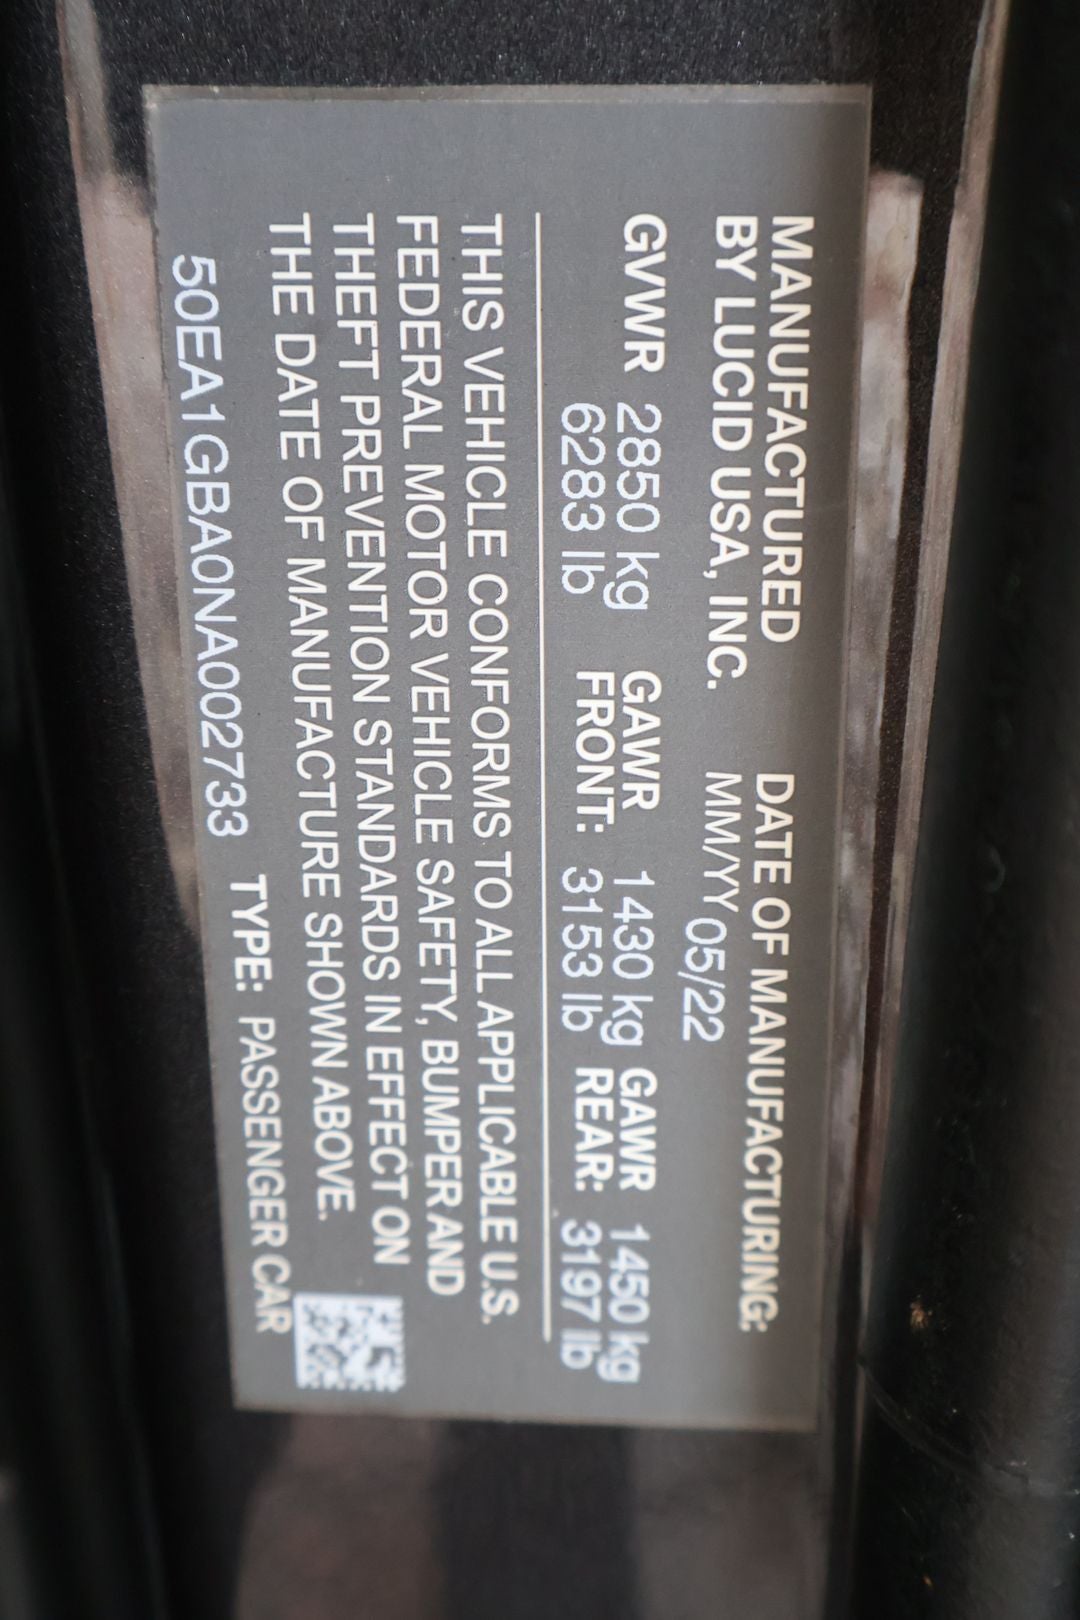 MANUFACTURED
BY LUCID USA, INC.
DATE OF MANUFACTURING:
MM/YY 05/22
GVWR 2850 kg
6283 lb
GAWR
FRONT:
1430 kg
3153 lb
GAWR
REAR:
1450 kg
3197 lb
THIS VEHICLE CONFORMS TO ALL APPLICABLE U.S.
FEDERAL MOTOR VEHICLE SAFETY, BUMPER AND
THEFT PREVENTION STANDARDS IN EFFECT ON
THE DATE OF MANUFACTURE SHOWN ABOVE.
50EA1GBA0NA002733 TYPE: PASSENGER CAR